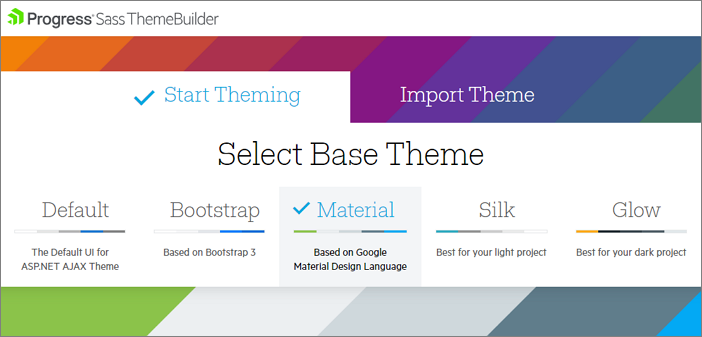 Progress® Sass ThemeBuilder
Start Theming
Import Theme
Select Base Theme
Default
The Default UI for
ASP.NET AJAX Theme
Bootstrap
Based on Bootstrap 3
Material
Based on Google
Material Design Language
Silk
Best for your light project
Glow
Best for your dark project